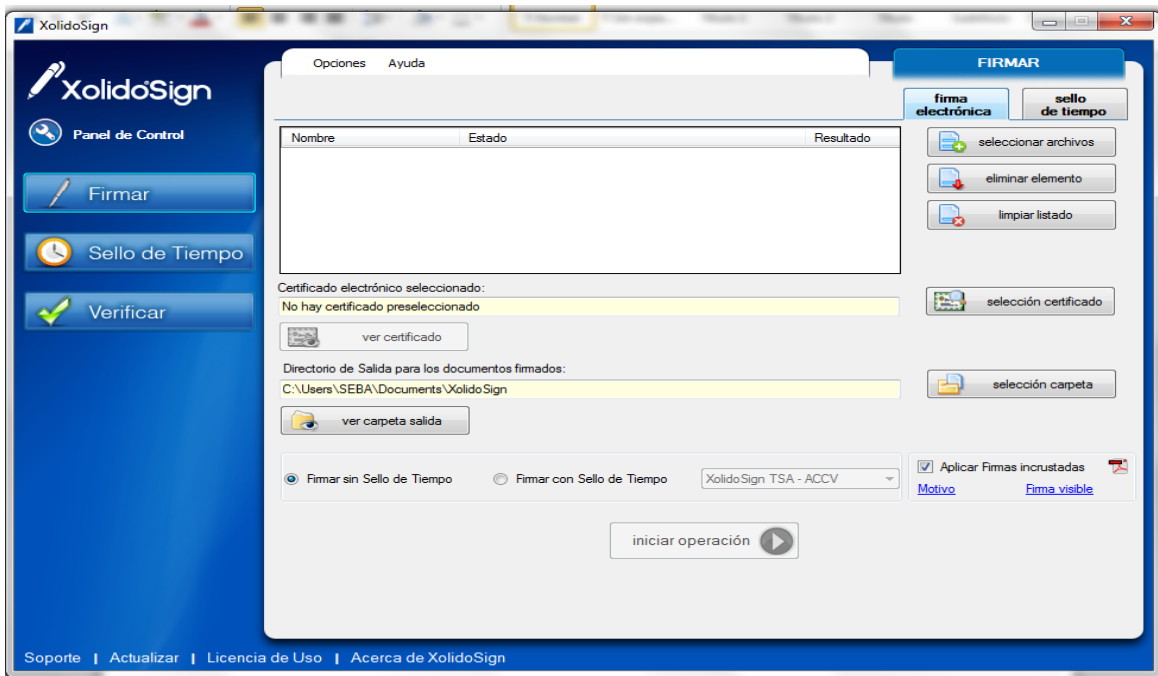 XolidoSign
Opciones Ayuda
FIRMAR
XolidoSign
firma electrónica
sello de tiempo
Panel de Control
Nombre Estado Resultado
seleccionar archivos
eliminar elemento
limpiar listado
Firmar
Sello de Tiempo
Verificar
Certificado electrónico seleccionado:
No hay certificado preseleccionado
selección certificado
ver certificado
Directorio de Salida para los documentos firmados:
C:\Users\SEBA\Documents\XolidoSign
selección carpeta
ver carpeta salida
Firmar sin Sello de Tiempo Firmar con Sello de Tiempo XolidoSign TSA - ACCV
Aplicar Firmas incrustadas
Motivo Firma visible
iniciar operación
Soporte | Actualizar | Licencia de Uso | Acerca de XolidoSign